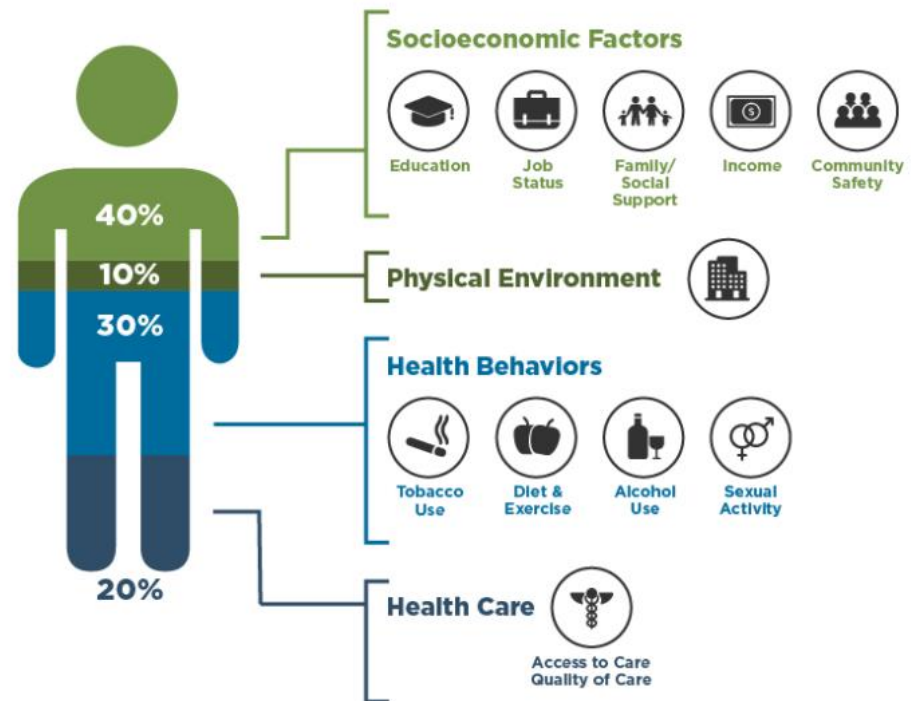 Socioeconomic Factors
Education
Job
Status
Family/
Social
Support
Income
Community
Safety
40%
10%
Physical Environment
30%
Health Behaviors
Tobacco
Use
Diet &
Exercise
Alcohol
Use
Sexual
Activity
20%
Health Care
Access to Care
Quality of Care
$